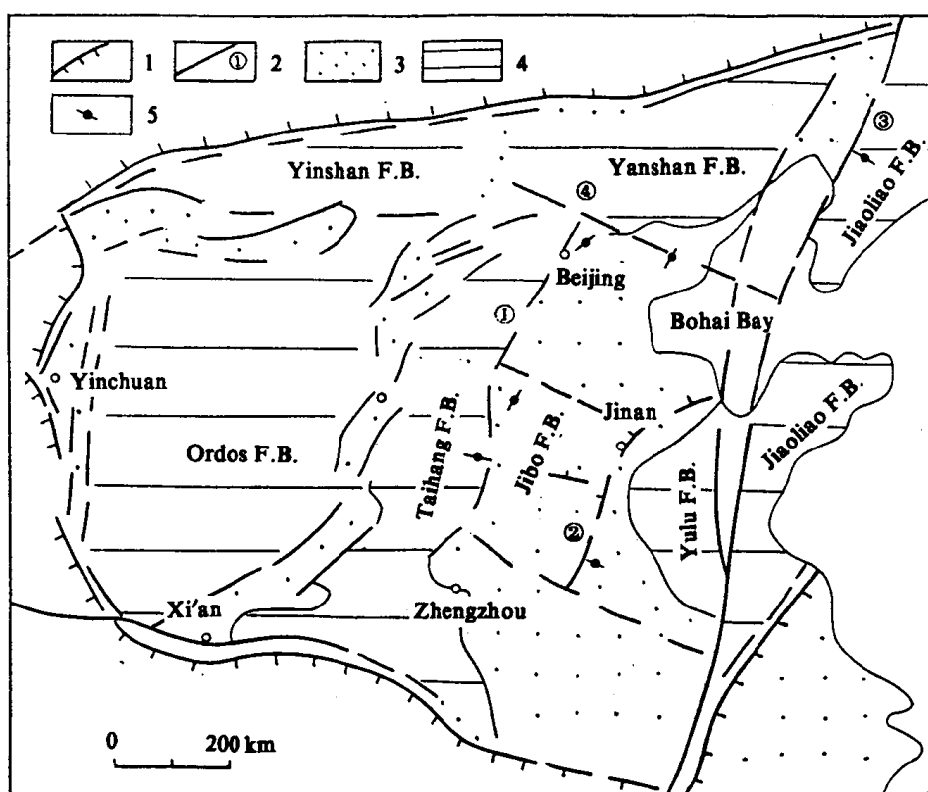 1
① 2
3
4
5
Yinshan F.B.
Yanshan F.B.
③
Jiaoliao F.B.
④
Beijing
①
Bohai Bay
Yinchuan
Jinan
Ordos F.B.
Taihang F.B.
Jibo F.B.
Jiaoliao F.B.
Yulu F.B.
②
Xi'an
Zhengzhou
0 200 km